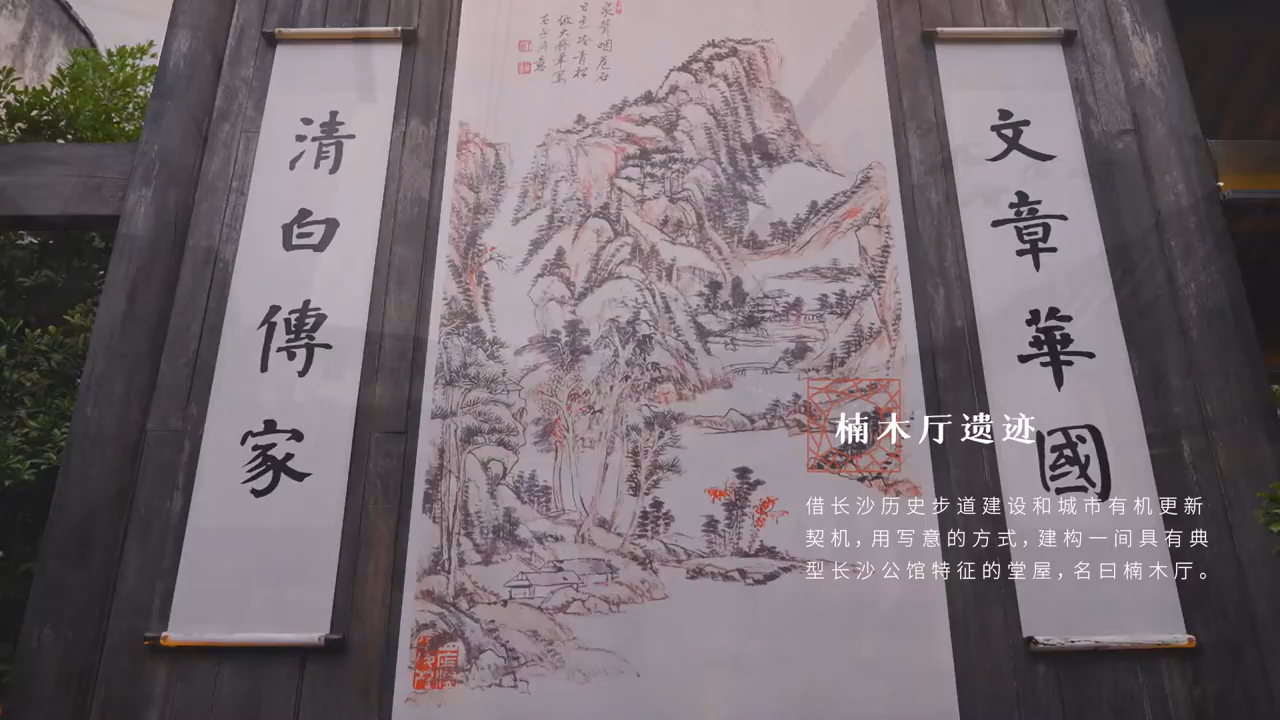 文章華國
清白傳家
楠木厅遗迹
借长沙历史步道建设和城市有机更新
契机,用写意的方式,建构一间具有典
型长沙公馆特征的堂屋,名曰楠木厅。